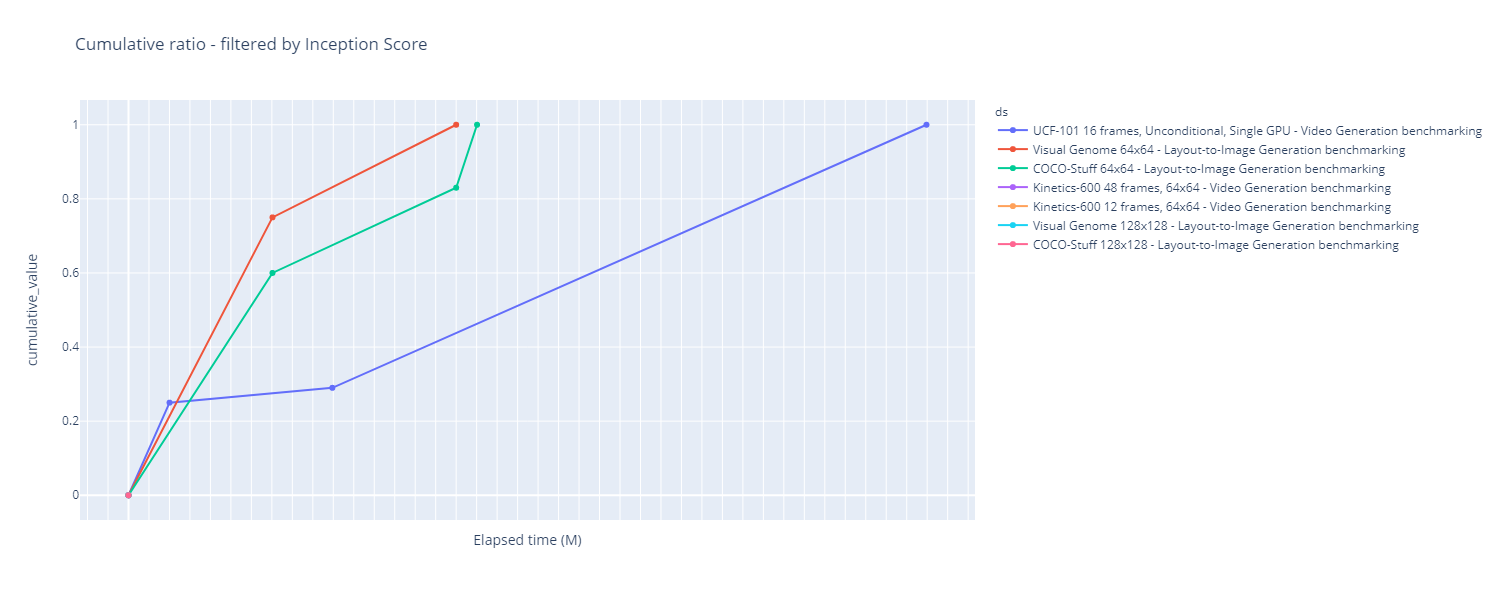 Cumulative ratio - filtered by Inception Score
cumulative_value
1
0.8
0.6
0.4
0.2
0
Elapsed time (M)
ds
UCF-101 16 frames, Unconditional, Single GPU - Video Generation benchmarking
Visual Genome 64x64 - Layout-to-Image Generation benchmarking
COCO-Stuff 64x64 - Layout-to-Image Generation benchmarking
Kinetics-600 48 frames, 64x64 - Video Generation benchmarking
Kinetics-600 12 frames, 64x64 - Video Generation benchmarking
Visual Genome 128x128 - Layout-to-Image Generation benchmarking
COCO-Stuff 128x128 - Layout-to-Image Generation benchmarking